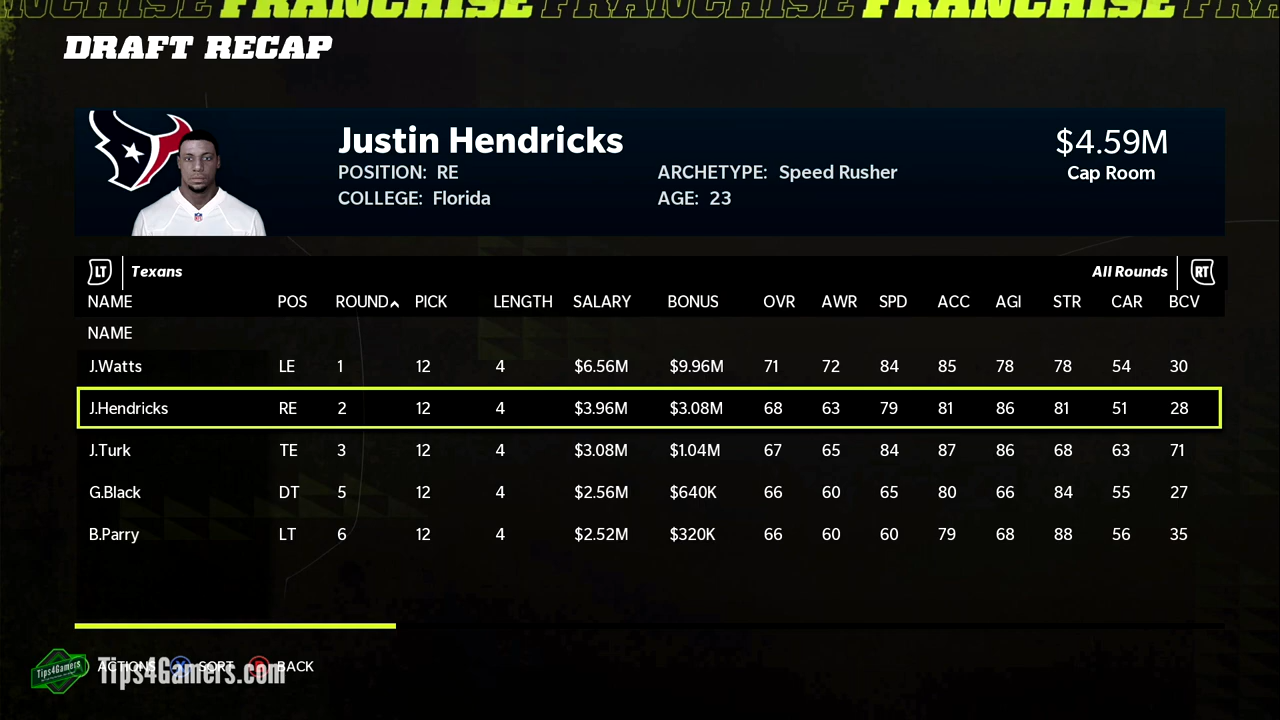 FRANCHISE FRANCHISE FRANCHISE FRANCHISE FRA
DRAFT RECAP
Justin Hendricks
POSITION: RE ARCHETYPE: Speed Rusher
COLLEGE: Florida AGE: 23
$4.59M
Cap Room
LT Texans All Rounds RT
NAME POS ROUND PICK LENGTH SALARY BONUS OVR AWR SPD ACC AGI STR CAR BCV
NAME
J.Watts LE 1 12 4 $6.56M $9.96M 71 72 84 85 78 78 54 30
J.Hendricks RE 2 12 4 $3.96M $3.08M 68 63 79 81 86 81 51 28
J.Turk TE 3 12 4 $3.08M $1.04M 67 65 84 87 86 68 63 71
G.Black DT 5 12 4 $2.56M $640K 66 60 65 80 66 84 55 27
B.Parry LT 6 12 4 $2.52M $320K 66 60 60 79 68 88 56 35
ACTIONS X SORT B BACK
Tips4Gamers Tips4Gamers.com